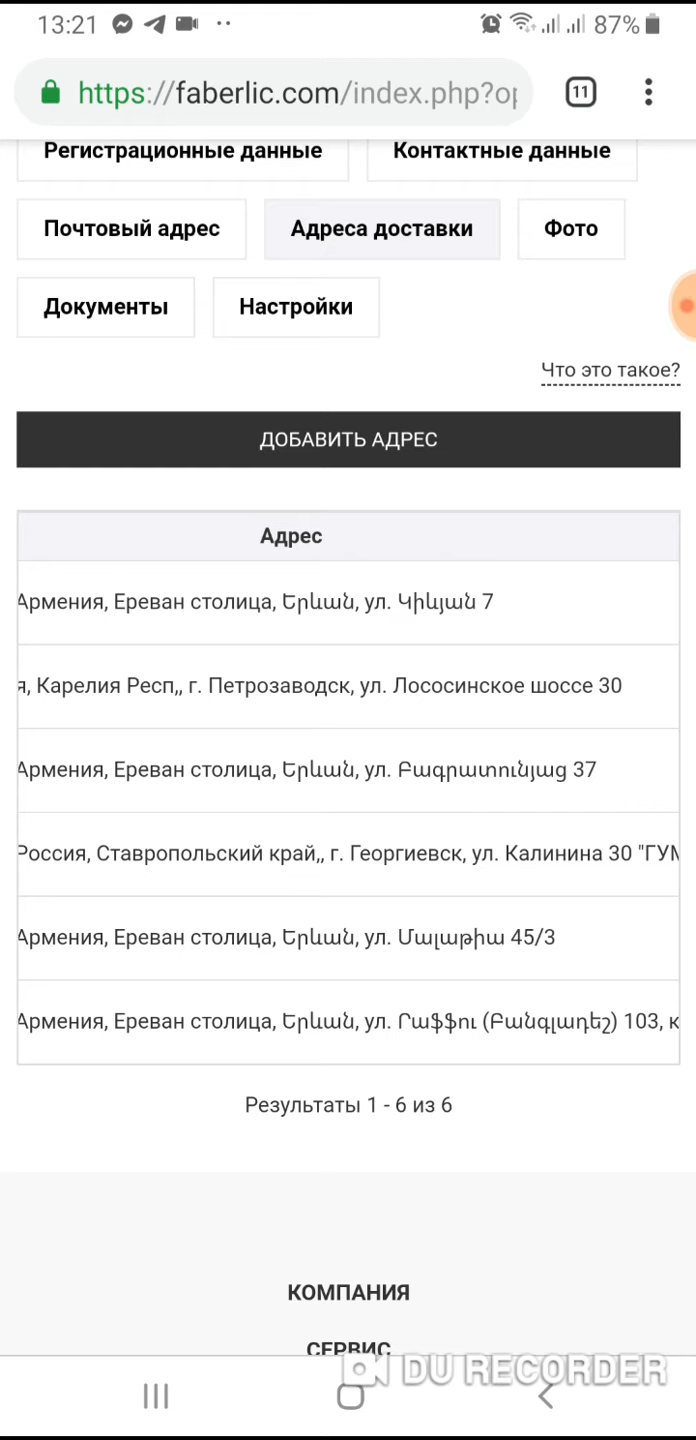 13:21
87%
https://faberlic.com/index.php?op
11
Регистрационные данные
Контактные данные
Почтовый адрес
Адреса доставки
Фото
Документы
Настройки
Что это такое?
ДОБАВИТЬ АДРЕС
Адрес
Армения, Ереван столица, Երևան, ул. Կիևյան 7
я, Карелия Респ,, г. Петрозаводск, ул. Лососинское шоссе 30
Армения, Ереван столица, Երևան, ул. Բագրատունյաց 37
Россия, Ставропольский край,, г. Георгиевск, ул. Калинина 30 "ГУМ
Армения, Ереван столица, Երևան, ул. Մալաթիա 45/3
Армения, Ереван столица, Երևան, ул. Րաֆֆու (Բանգլադեշ) 103, к
Результаты 1 - 6 из 6
КОМПАНИЯ
СЕРВИС
DU RECORDER